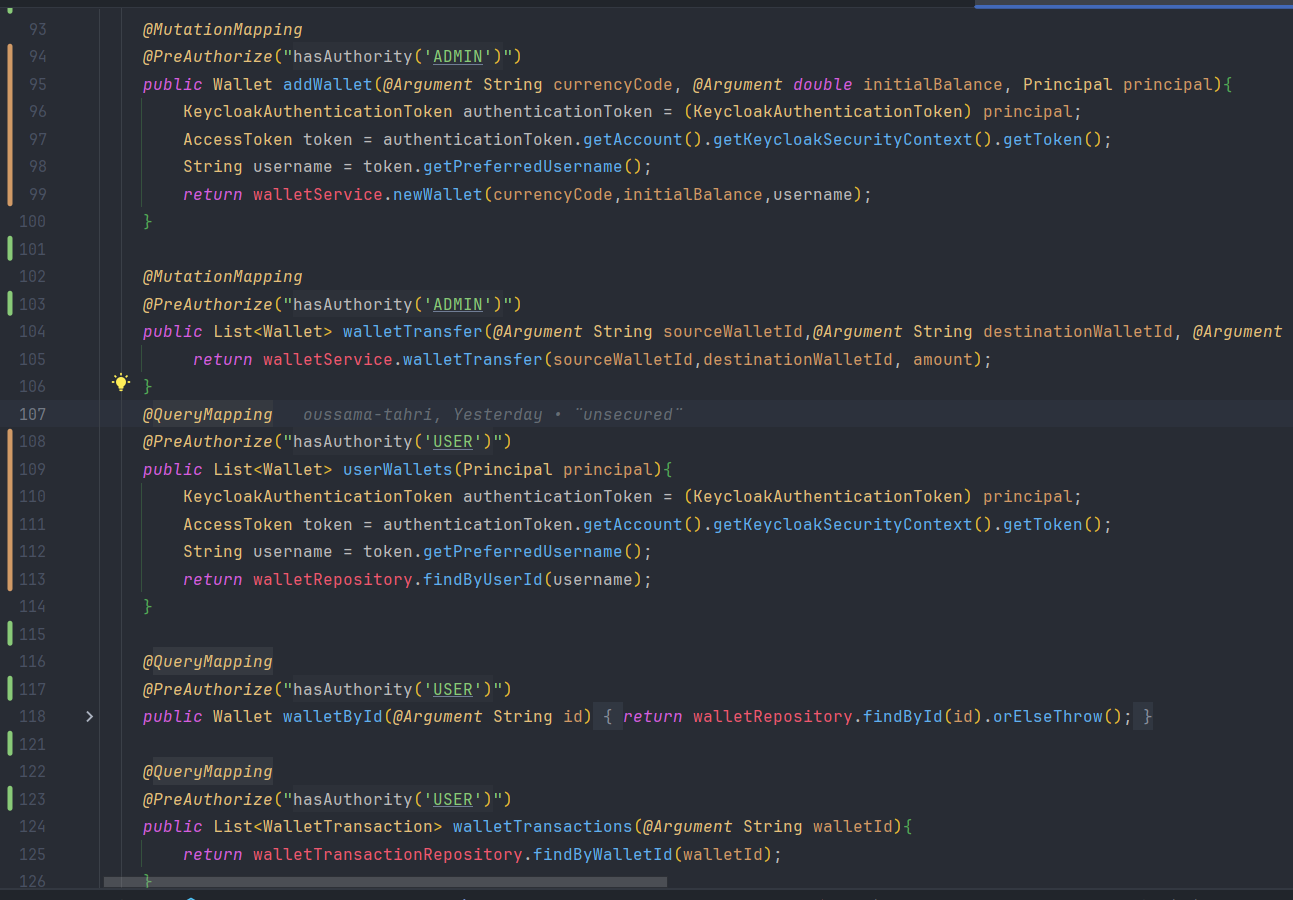 93 @MutationMapping
94 @PreAuthorize("hasAuthority('ADMIN')")
95 public Wallet addWallet(@Argument String currencyCode, @Argument double initialBalance, Principal principal){
96 KeycloakAuthenticationToken authenticationToken = (KeycloakAuthenticationToken) principal;
97 AccessToken token = authenticationToken.getAccount().getKeycloakSecurityContext().getToken();
98 String username = token.getPreferredUsername();
99 return walletService.newWallet(currencyCode,initialBalance,username);
100 }
101
102 @MutationMapping
103 @PreAuthorize("hasAuthority('ADMIN')")
104 public List<Wallet> walletTransfer(@Argument String sourceWalletId,@Argument String destinationWalletId, @Argument
105 return walletService.walletTransfer(sourceWalletId,destinationWalletId, amount);
106 }
107 @QueryMapping oussama-tahri, Yesterday • ¨unsecured¨
108 @PreAuthorize("hasAuthority('USER')")
109 public List<Wallet> userWallets(Principal principal){
110 KeycloakAuthenticationToken authenticationToken = (KeycloakAuthenticationToken) principal;
111 AccessToken token = authenticationToken.getAccount().getKeycloakSecurityContext().getToken();
112 String username = token.getPreferredUsername();
113 return walletRepository.findByUserId(username);
114 }
115
116 @QueryMapping
117 @PreAuthorize("hasAuthority('USER')")
118 public Wallet walletById(@Argument String id) { return walletRepository.findById(id).orElseThrow(); }
121
122 @QueryMapping
123 @PreAuthorize("hasAuthority('USER')")
124 public List<WalletTransaction> walletTransactions(@Argument String walletId){
125 return walletTransactionRepository.findByWalletId(walletId);
126 }